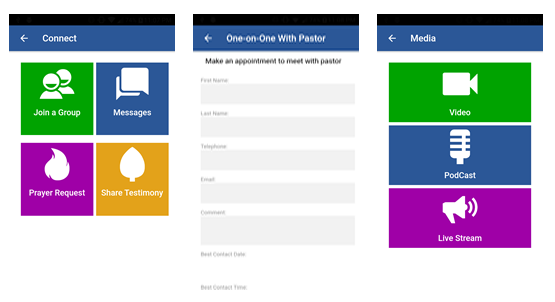 Connect
Join a Group
Messages
Prayer Request
Share Testimony
One-on-One With Pastor
Make an appointment to meet with pastor
First Name:
Last Name:
Telephone:
Email:
Comment:
Best Contact Date:
Best Contact Time:
Media
Video
PodCast
Live Stream